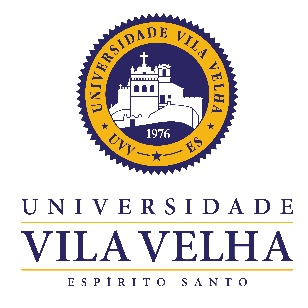 UNIVERSIDADE VILA VELHA
1976
UVV ★ ES
UNIVERSIDADE
VILA VELHA
ESPÍRITO SANTO